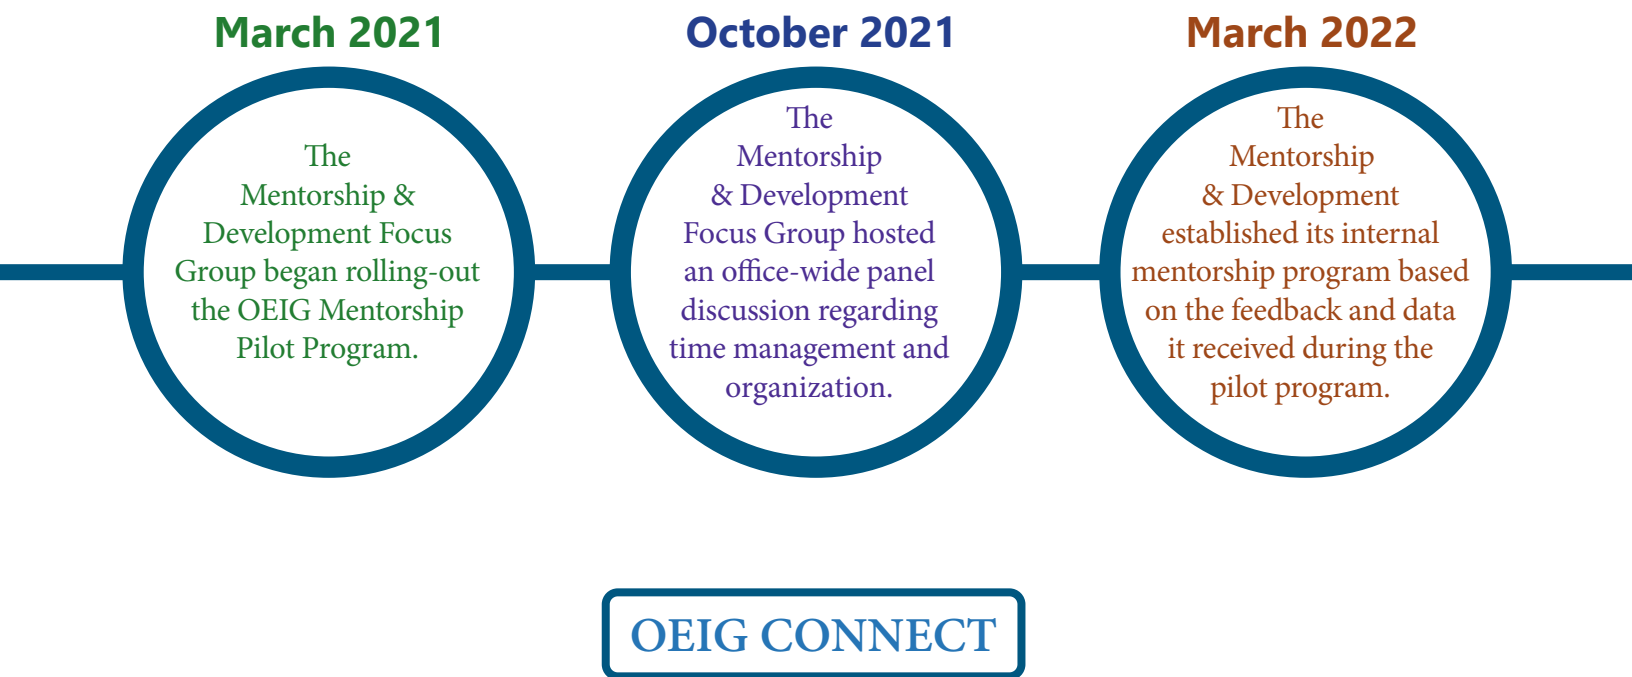 March 2021
The
Mentorship &
Development Focus
Group began rolling-out
the OEIG Mentorship
Pilot Program.
October 2021
The
Mentorship
& Development
Focus Group hosted
an office-wide panel
discussion regarding
time management and
organization.
March 2022
The
Mentorship
& Development
established its internal
mentorship program based
on the feedback and data
it received during the
pilot program.
OEIG CONNECT